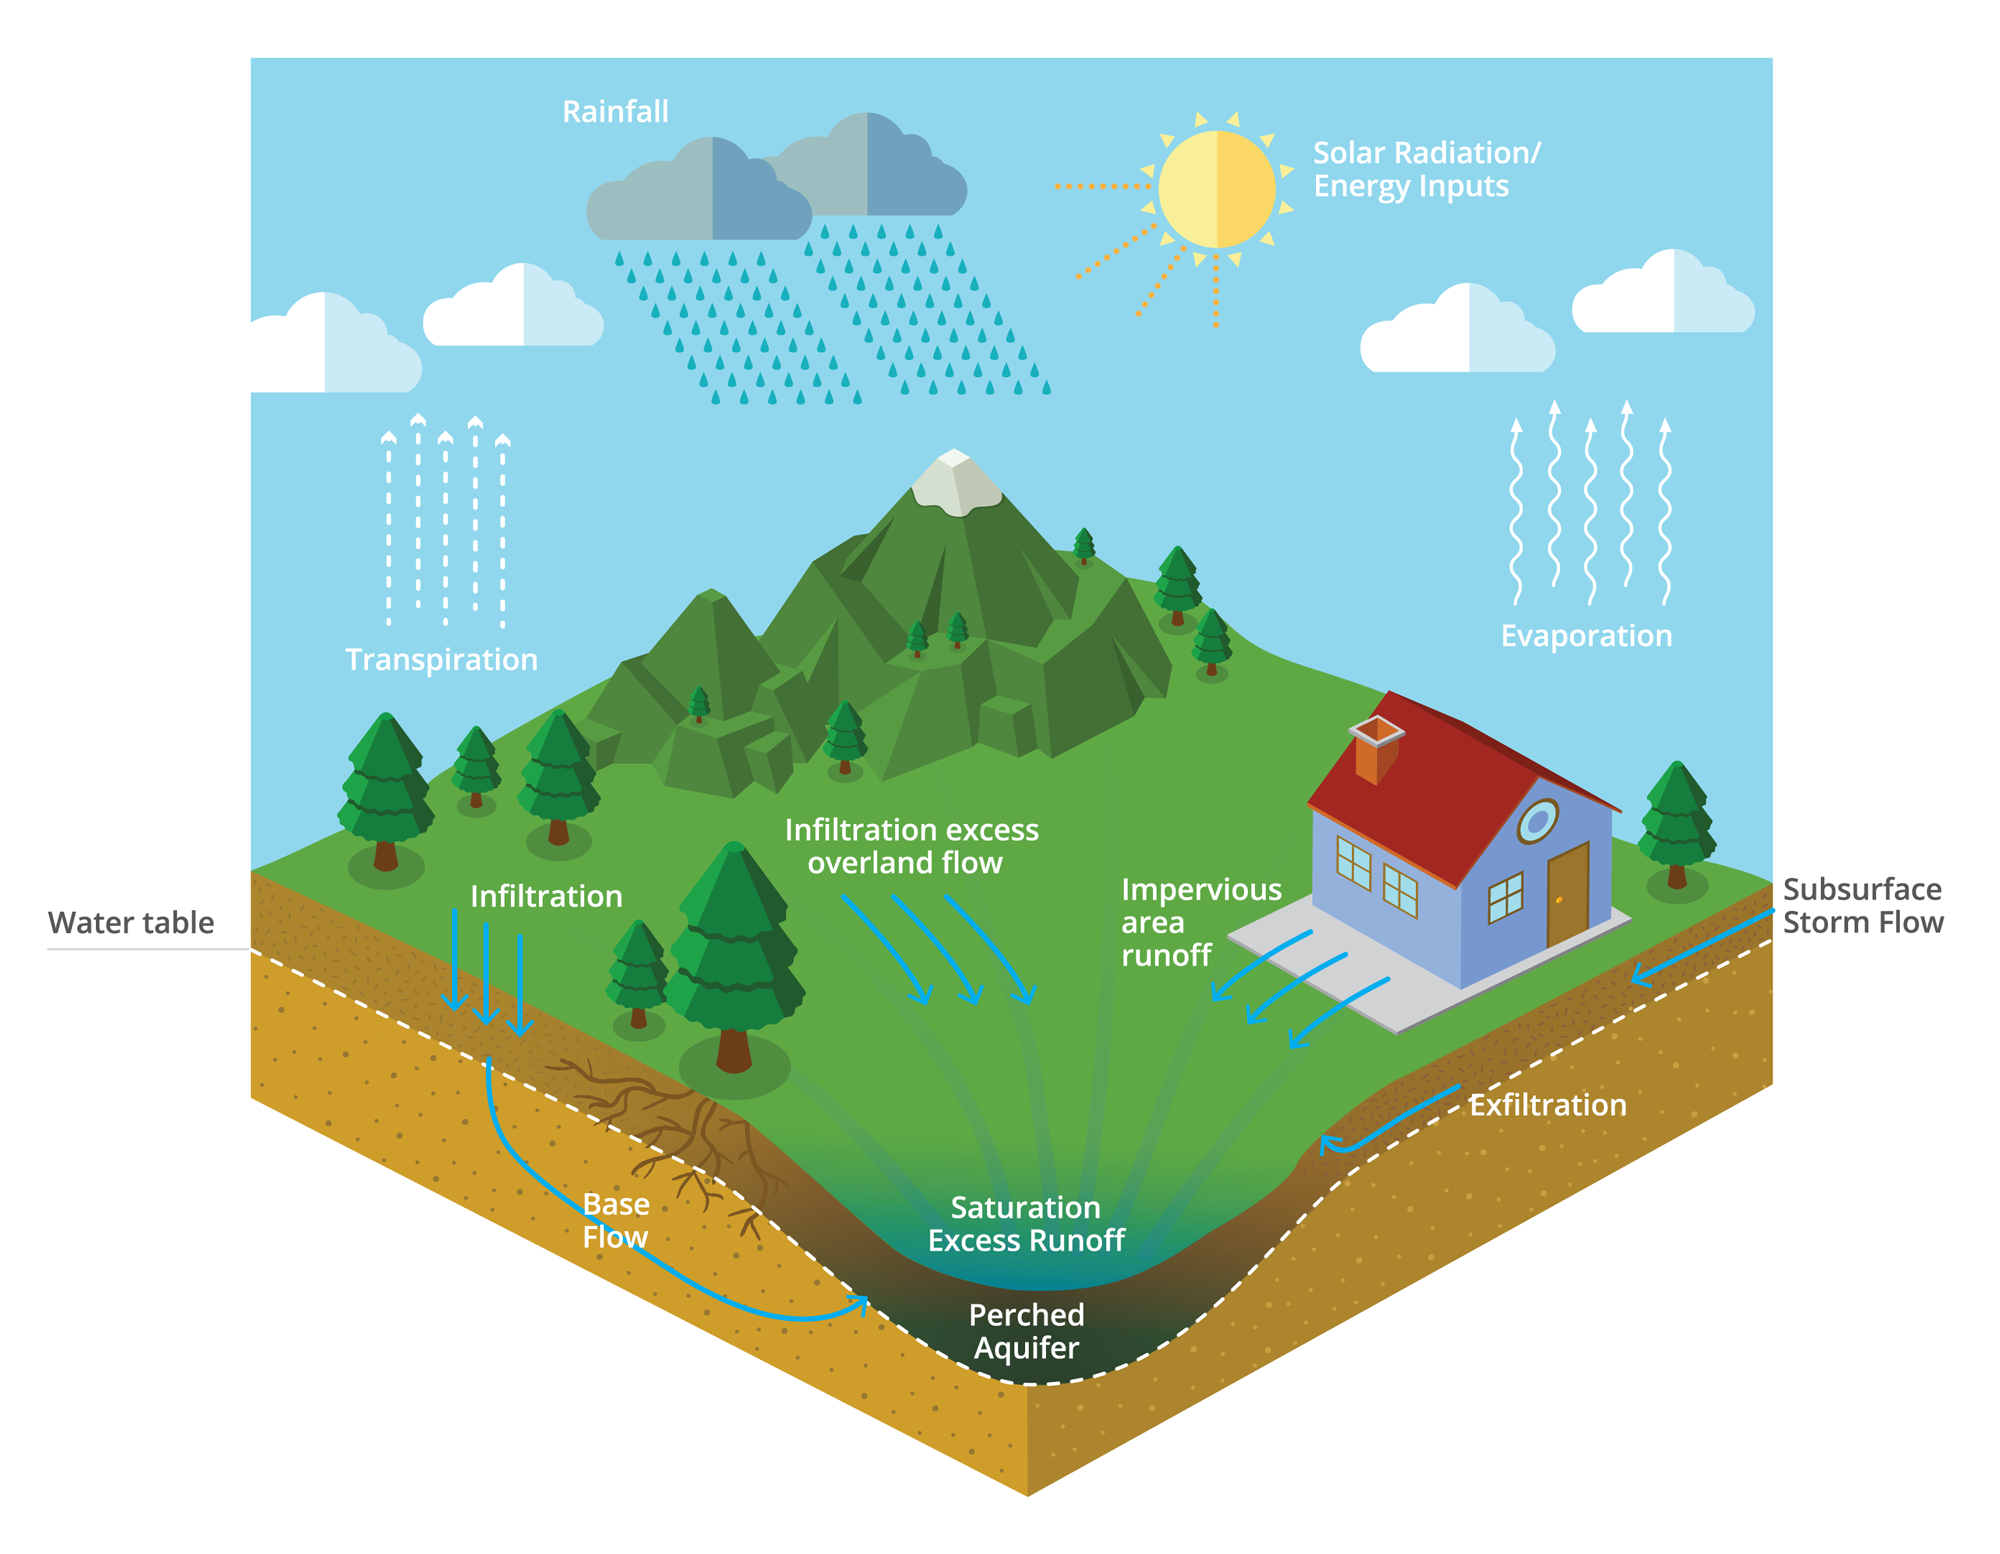 Rainfall
Solar Radiation/
Energy Inputs
Transpiration
Evaporation
Infiltration excess
overland flow
Infiltration
Impervious
area
runoff
Water table
Subsurface
Storm Flow
Exfiltration
Base
Flow
Saturation
Excess Runoff
Perched
Aquifer